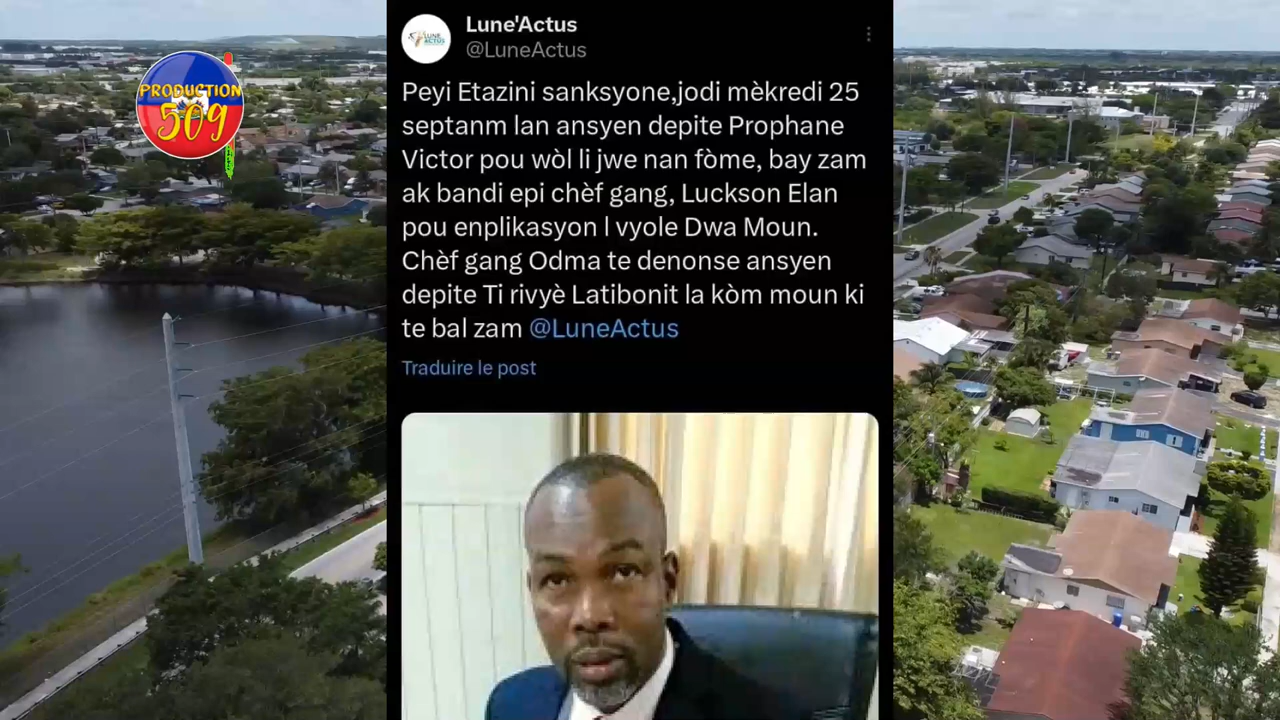 PRODUCTION
509
Lune'Actus
@LuneActus
Peyi Etazini sanksyone,jodi mèkredi 25
septanm lan ansyen depite Prophane
Victor pou wòl li jwe nan fòme, bay zam
ak bandi epi chèf gang, Luckson Elan
pou enplikasyon l vyole Dwa Moun.
Chèf gang Odma te denonse ansyen
depite Ti rivyè Latibonit la kòm moun ki
te bal zam @LuneActus
Traduire le post